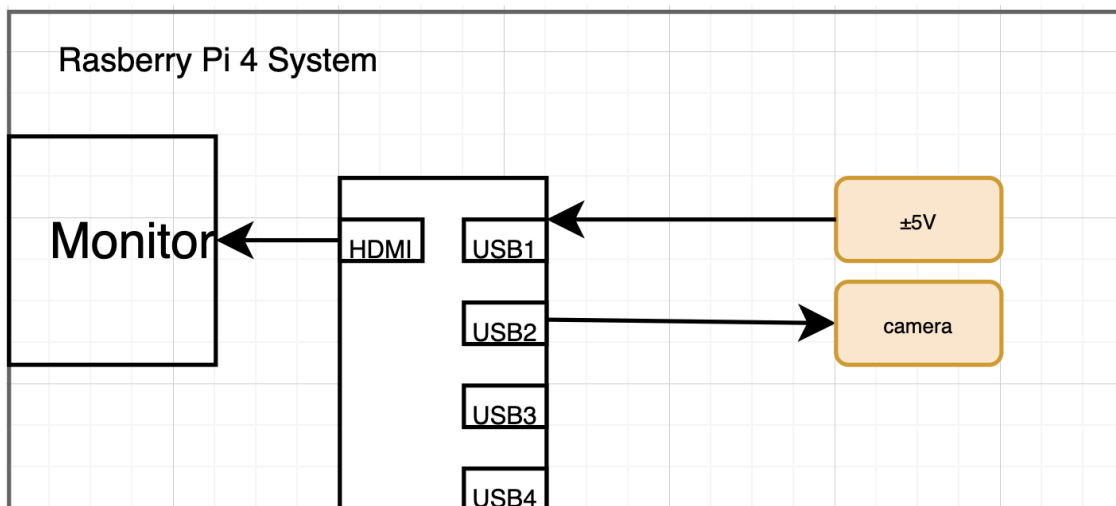 Rasberry Pi 4 System
Monitor
HDMI
USB1
±5V
USB2
camera
USB3
USB4